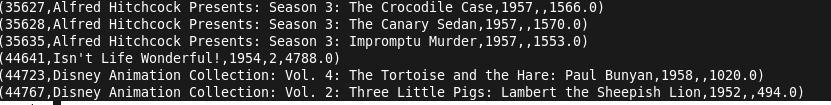 (35627,Alfred Hitchcock Presents: Season 3: The Crocodile Case,1957,,1566.0)
(35628,Alfred Hitchcock Presents: Season 3: The Canary Sedan,1957,,1570.0)
(35635,Alfred Hitchcock Presents: Season 3: Impromptu Murder,1957,,1553.0)
(44641,Isn't Life Wonderful!,1954,2,4788.0)
(44723,Disney Animation Collection: Vol. 4: The Tortoise and the Hare: Paul Bunyan,1958,,1020.0)
(44767,Disney Animation Collection: Vol. 2: Three Little Pigs: Lambert the Sheepish Lion,1952,,494.0)